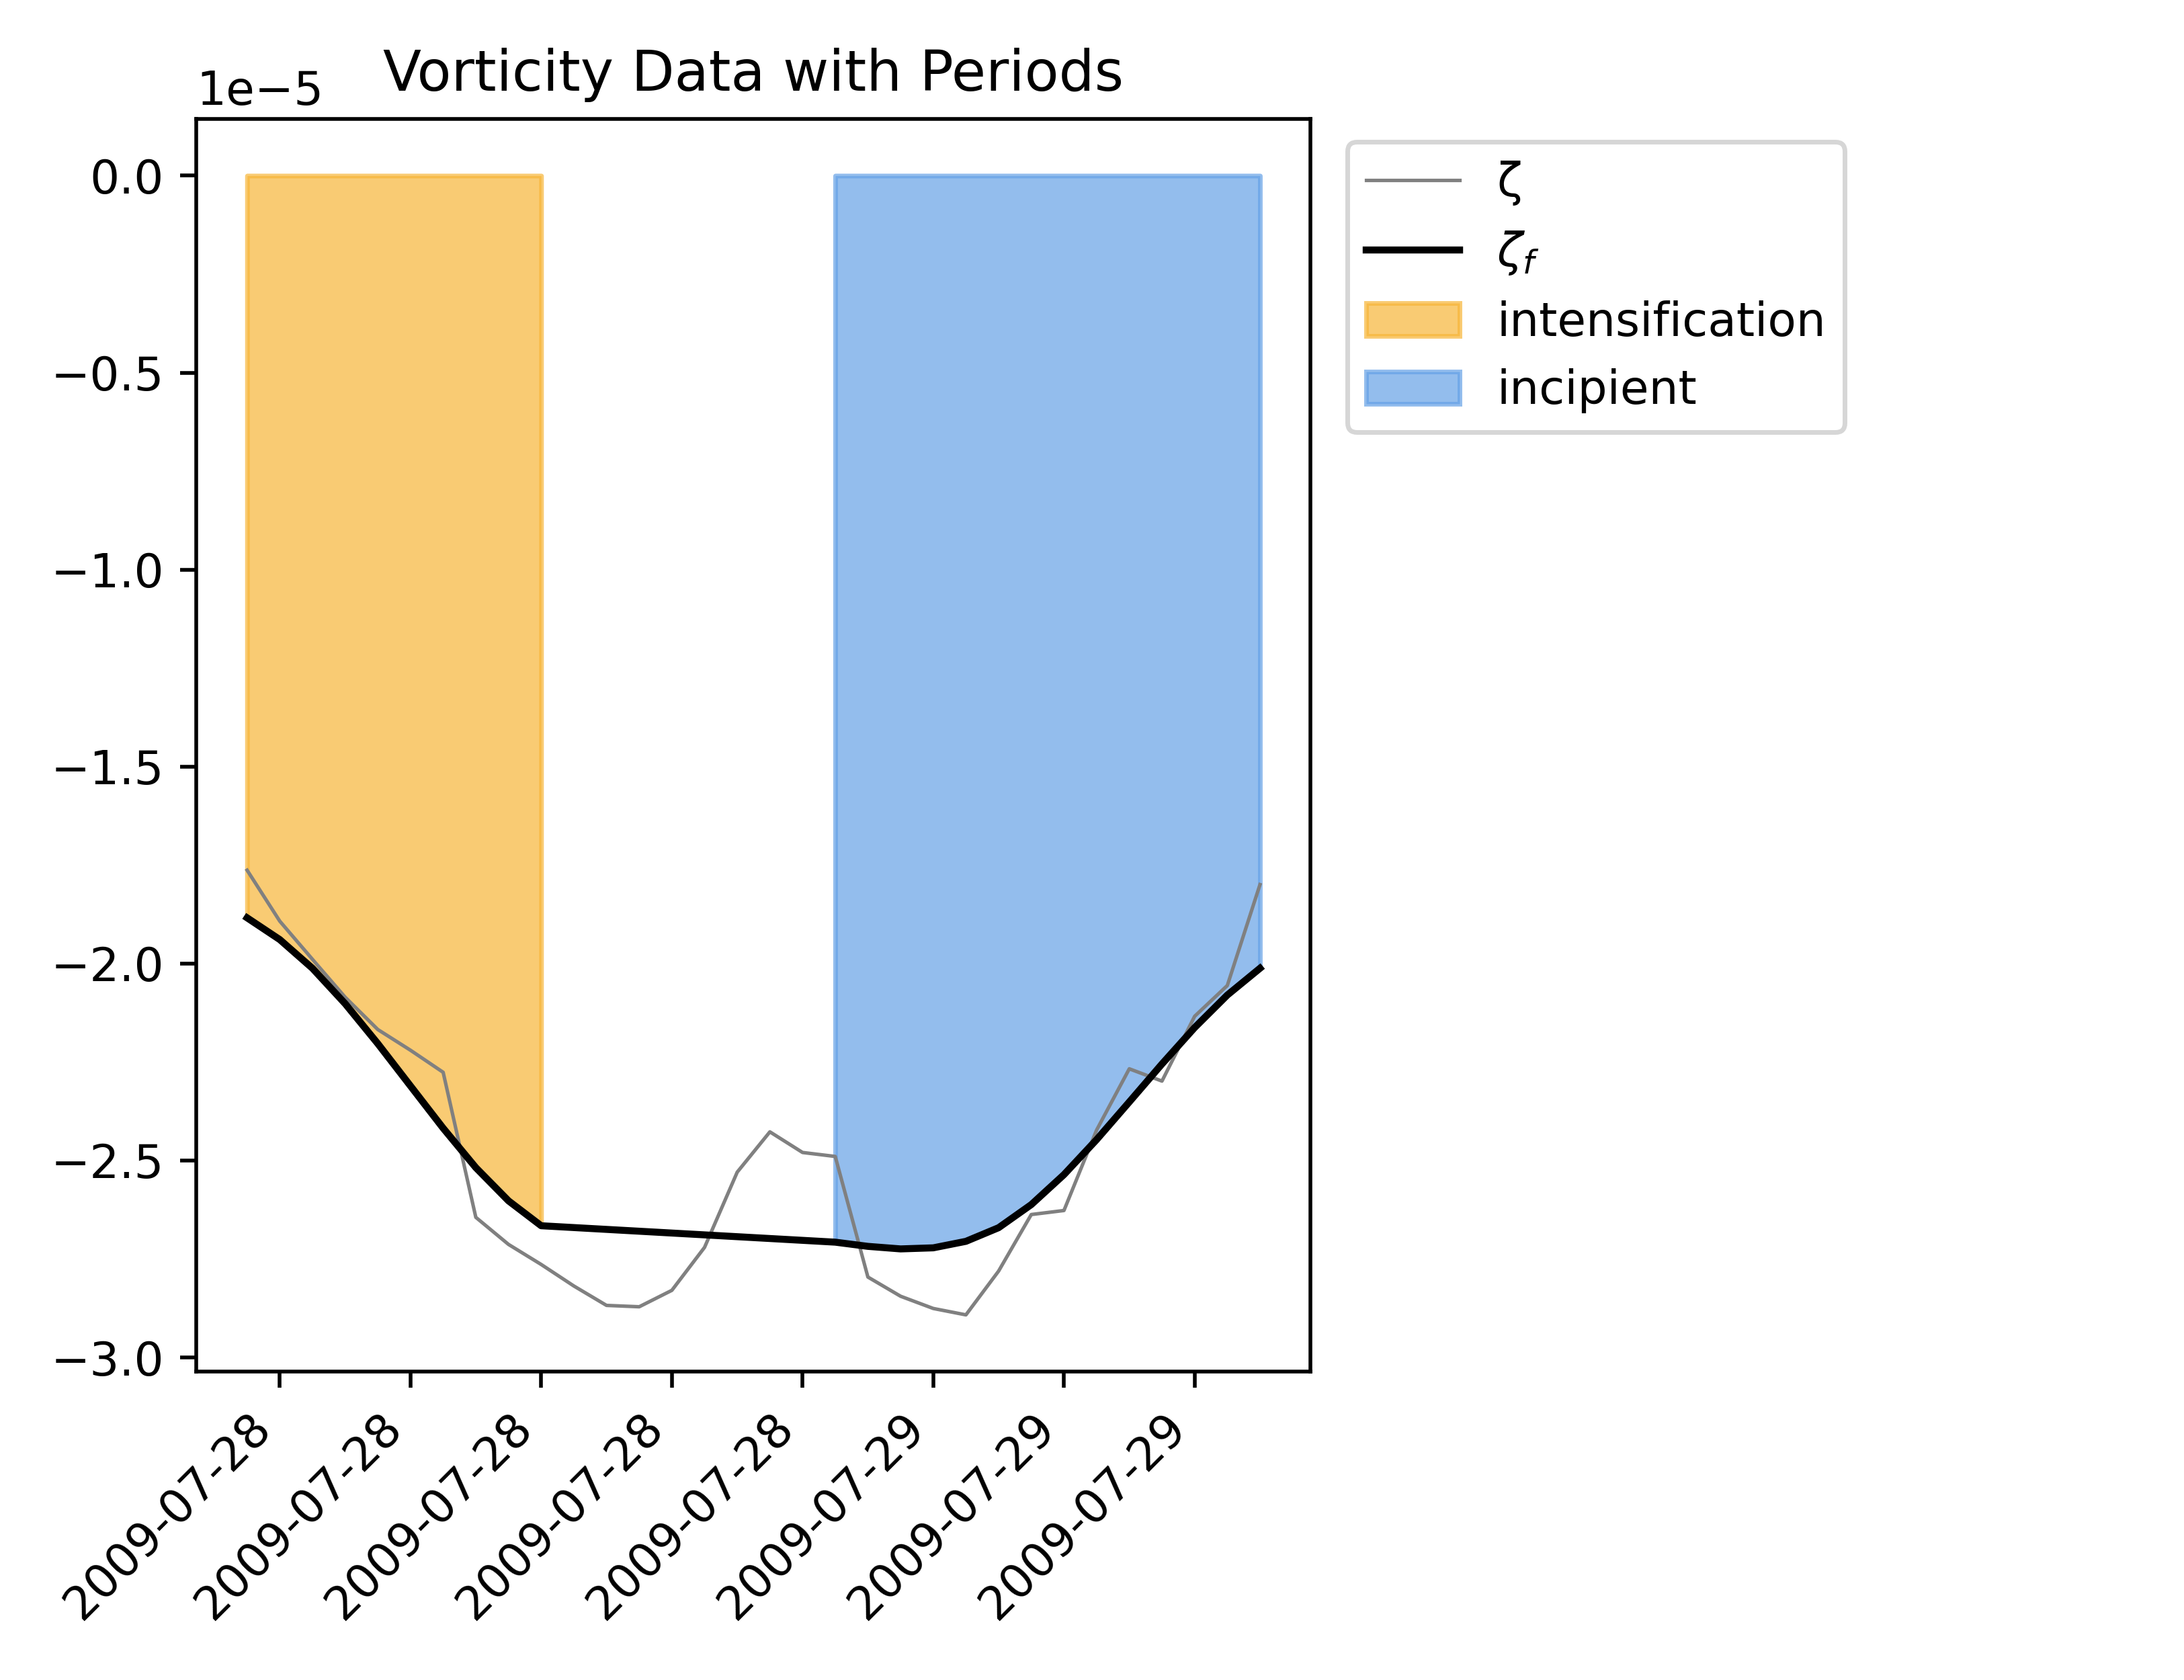 Vorticity Data with Periods
1e−5
0.0
−0.5
−1.0
−1.5
−2.0
−2.5
−3.0
2009-07-28
2009-07-28
2009-07-28
2009-07-28
2009-07-28
2009-07-29
2009-07-29
2009-07-29
ζ
ζf
intensification
incipient